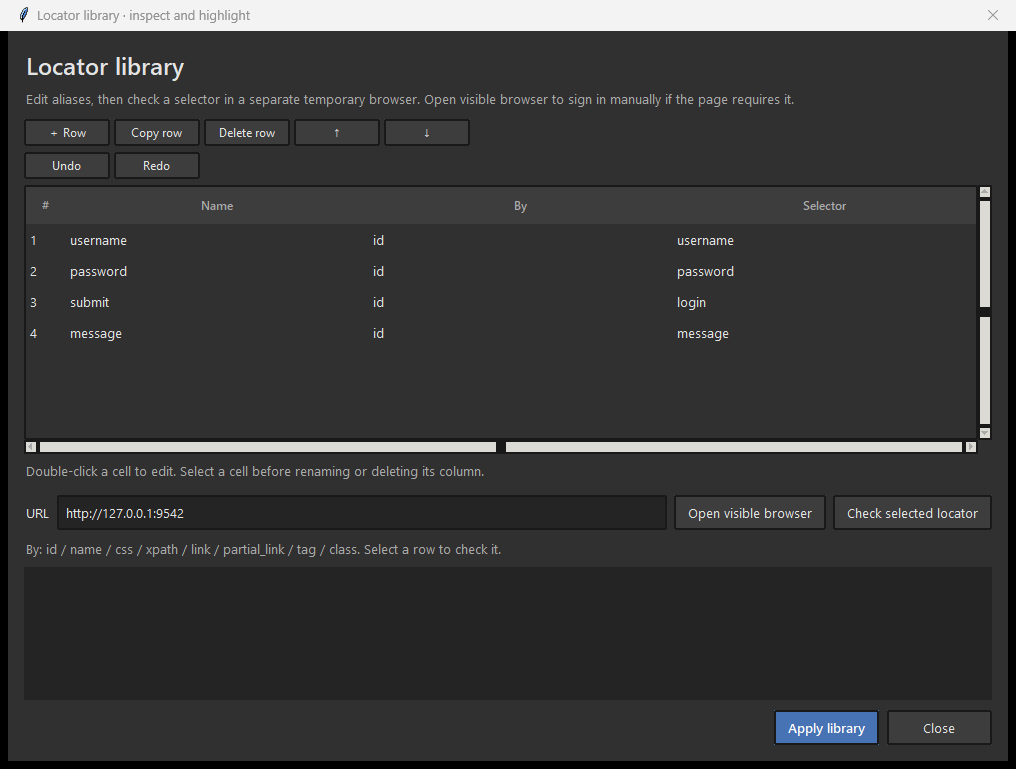 Locator library · inspect and highlight
Locator library
Edit aliases, then check a selector in a separate temporary browser. Open visible browser to sign in manually if the page requires it.
+ Row Copy row Delete row ↑ ↓
Undo Redo
# Name By Selector
1 username id username
2 password id password
3 submit id login
4 message id message
Double-click a cell to edit. Select a cell before renaming or deleting its column.
URL http://127.0.0.1:9542 Open visible browser Check selected locator
By: id / name / css / xpath / link / partial_link / tag / class. Select a row to check it.
Apply library Close